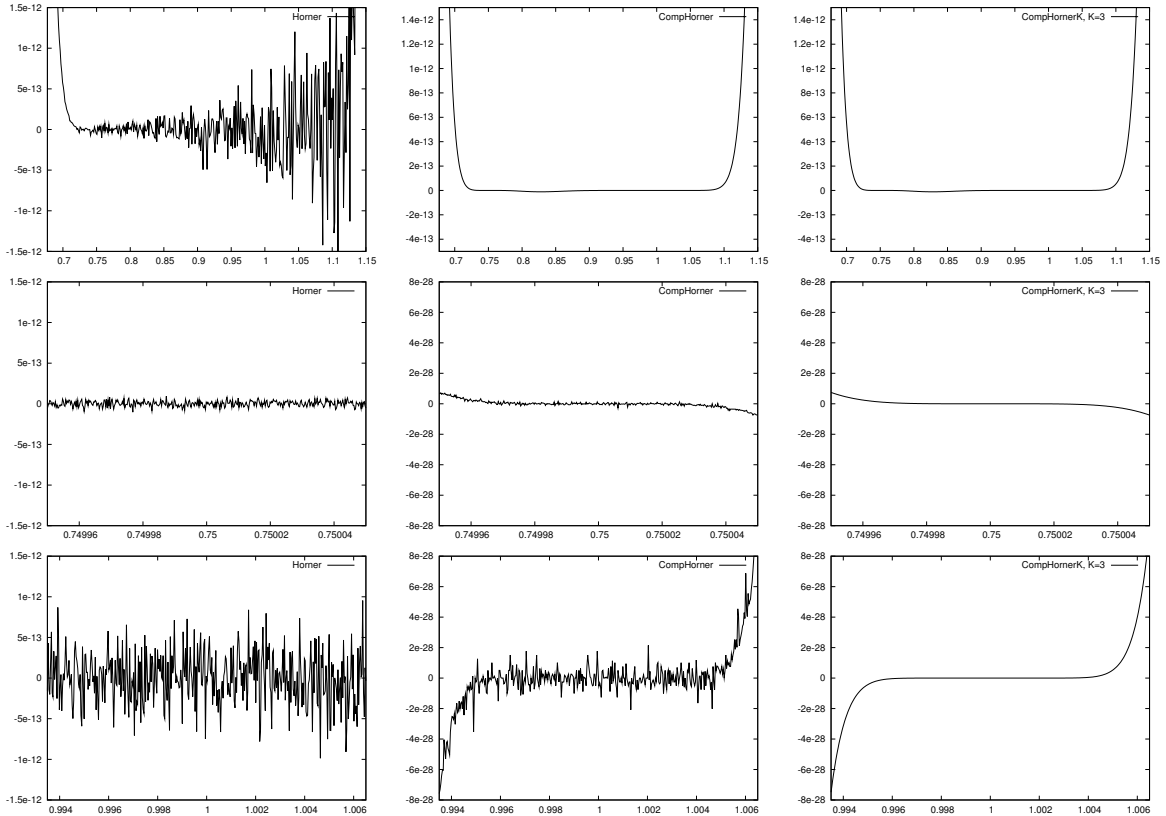 Horner
1e-12
5e-13
0
-5e-13
-1e-12
-1.5e-12
0.7 0.75 0.8 0.85 0.9 0.95 1 1.05 1.1 1.15
CompHorner
1.4e-12
1.2e-12
1e-12
8e-13
6e-13
4e-13
2e-13
0
-2e-13
-4e-13
0.7 0.75 0.8 0.85 0.9 0.95 1 1.05 1.1 1.15
CompHornerK, K=3
1.4e-12
1.2e-12
1e-12
8e-13
6e-13
4e-13
2e-13
0
-2e-13
-4e-13
0.7 0.75 0.8 0.85 0.9 0.95 1 1.05 1.1 1.15
1.5e-12
Horner
1e-12
5e-13
0
-5e-13
-1e-12
-1.5e-12
0.74996 0.74998 0.75 0.75002 0.75004
8e-28
CompHorner
6e-28
4e-28
2e-28
0
-2e-28
-4e-28
-6e-28
-8e-28
0.74996 0.74998 0.75 0.75002 0.75004
8e-28
CompHornerK, K=3
6e-28
4e-28
2e-28
0
-2e-28
-4e-28
-6e-28
-8e-28
0.74996 0.74998 0.75 0.75002 0.75004
1.5e-12
Horner
1e-12
5e-13
0
-5e-13
-1e-12
-1.5e-12
0.994 0.996 0.998 1 1.002 1.004 1.006
8e-28
CompHorner
6e-28
4e-28
2e-28
0
-2e-28
-4e-28
-6e-28
-8e-28
0.994 0.996 0.998 1 1.002 1.004 1.006
8e-28
CompHornerK, K=3
6e-28
4e-28
2e-28
0
-2e-28
-4e-28
-6e-28
-8e-28
0.994 0.996 0.998 1 1.002 1.004 1.006